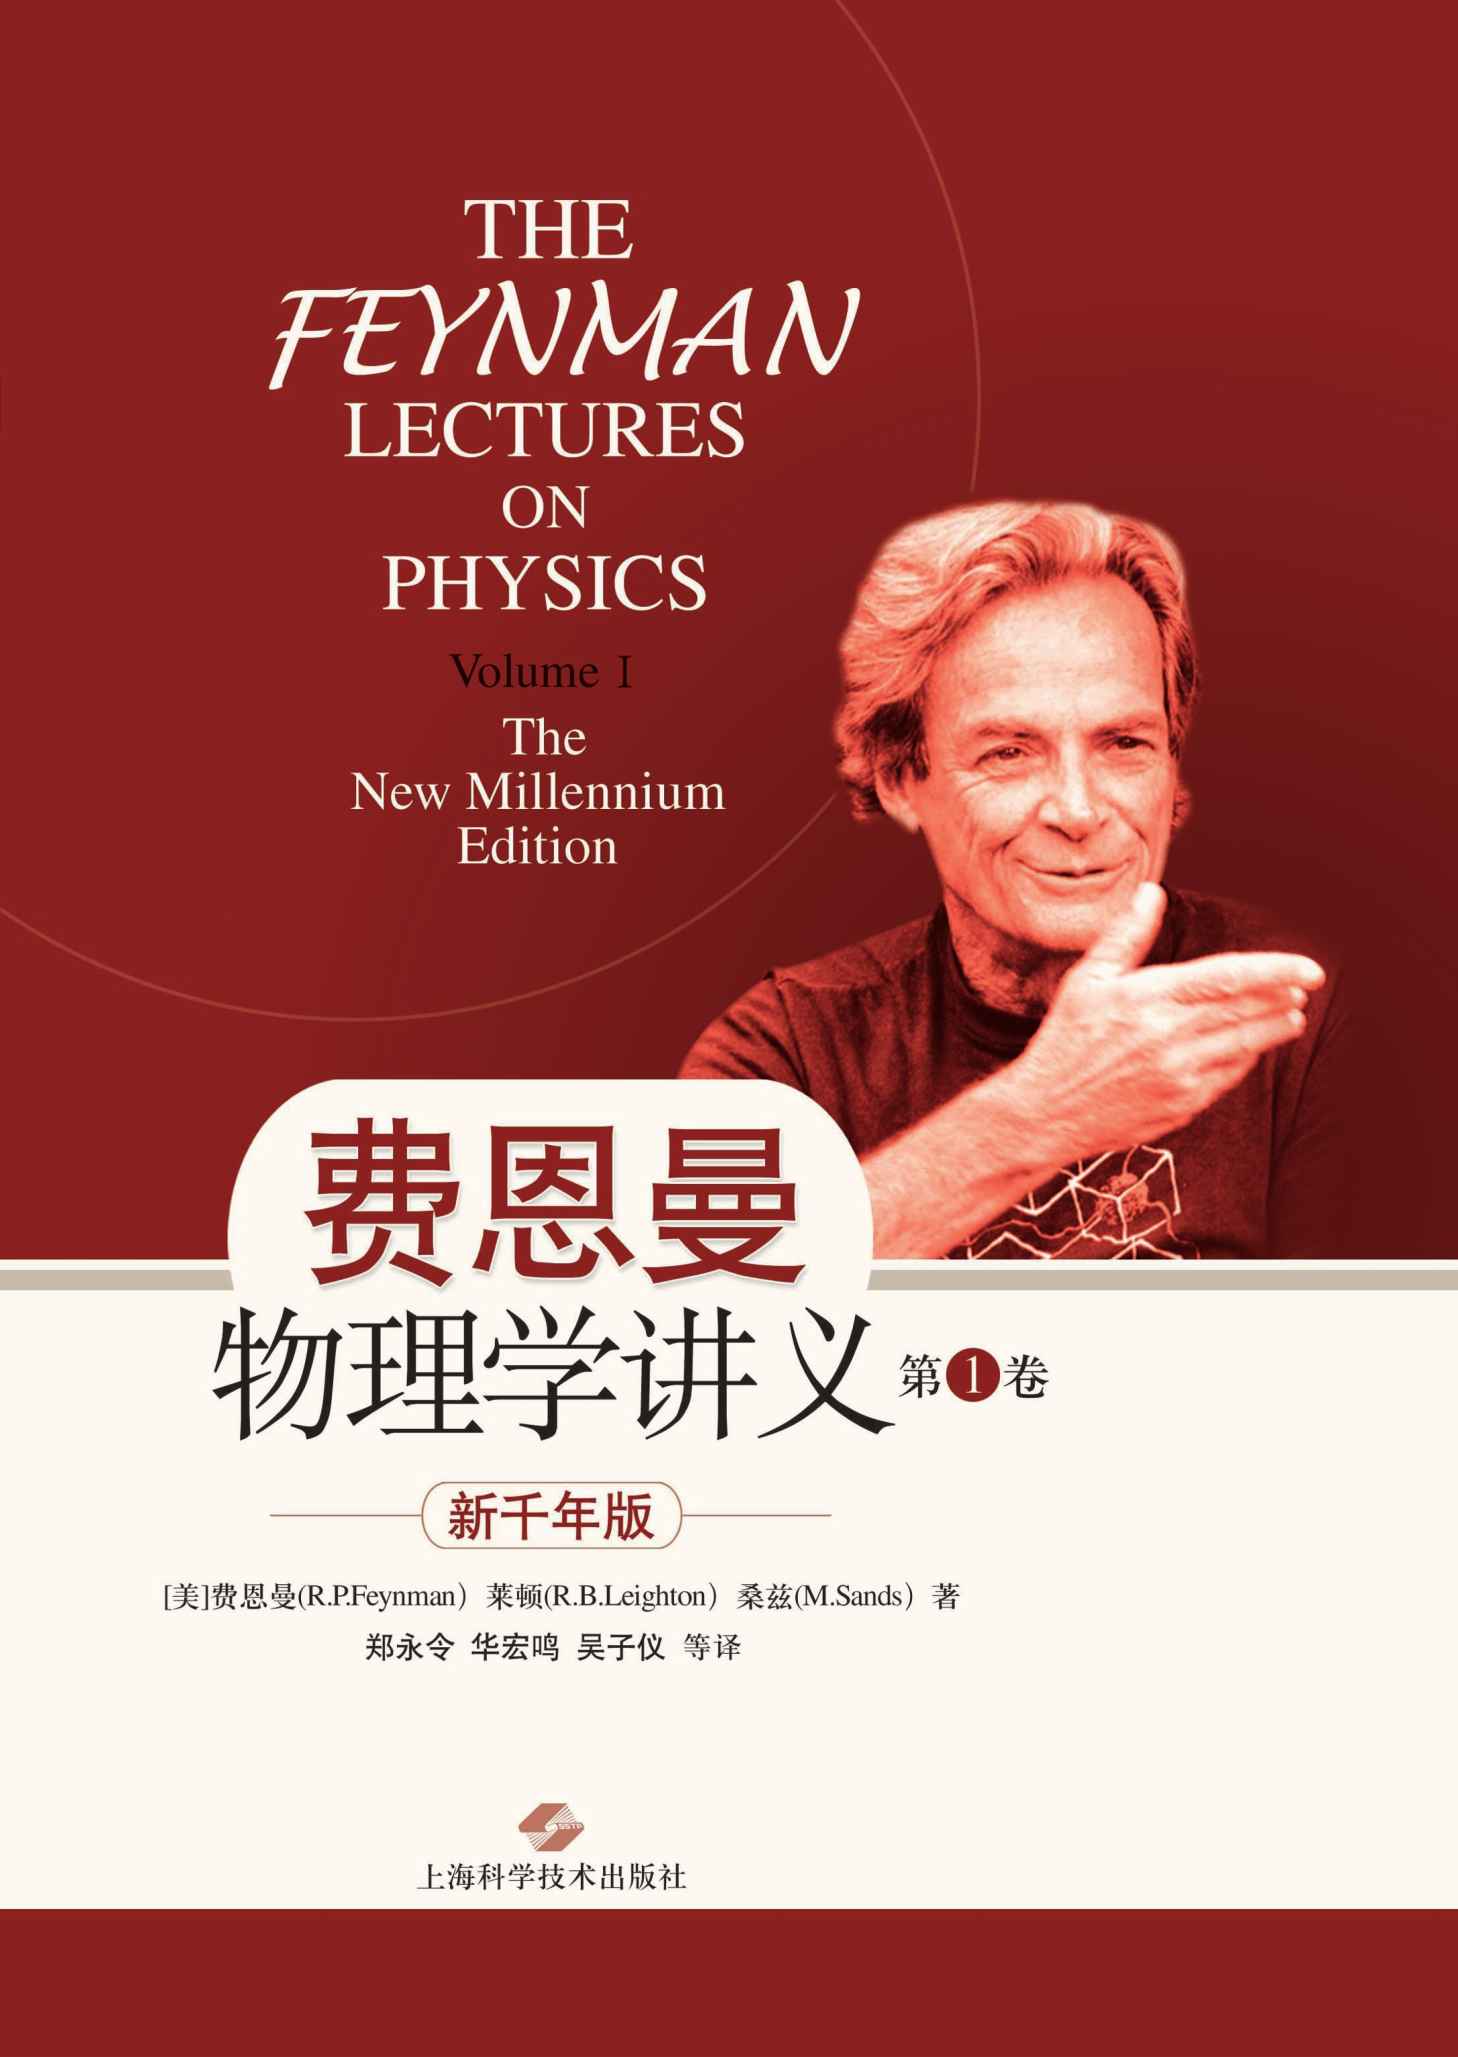 THE
FEYNMAN
LECTURES
ON
PHYSICS
Volume I
The
New Millennium
Edition
费恩曼
物理学讲义 第1卷
新千年版
[美]费恩曼(R.P.Feynman) 莱顿(R.B.Leighton) 桑兹(M.Sands) 著
郑永令 华宏鸣 吴子仪 等译
SSTP
上海科学技术出版社